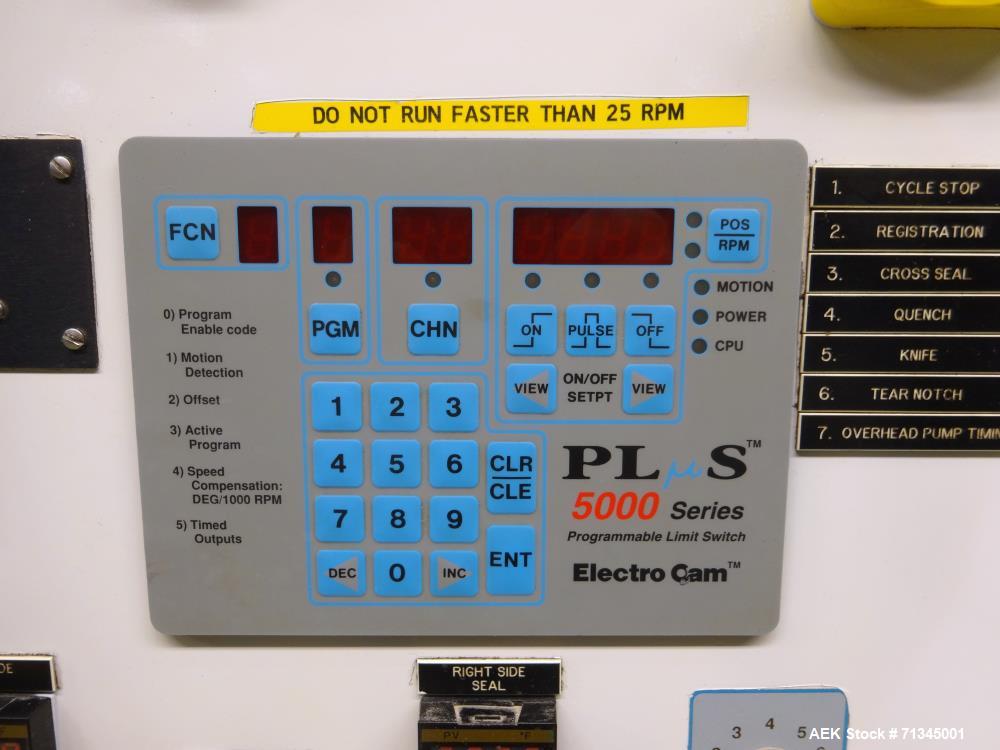 DO NOT RUN FASTER THAN 25 RPM
FCN
POS
RPM
PGM
CHN
ON
PULSE
OFF
MOTION
POWER
CPU
VIEW
ON/OFF
SETPT
VIEW
0) Program
Enable code
1) Motion
Detection
2) Offset
3) Active
Program
4) Speed
Compensation:
DEG/1000 RPM
5) Timed
Outputs
1 2 3
4 5 6
7 8 9
DEC 0 INC
CLR
CLE
ENT
PLµS™
5000 Series
Programmable Limit Switch
Electro Cam™
1. CYCLE STOP
2. REGISTRATION
3. CROSS SEAL
4. QUENCH
5. KNIFE
6. TEAR NOTCH
7. OVERHEAD PUMP
RIGHT SIDE
SEAL
PV °F
3 4 5
AEK Stock # 71345001